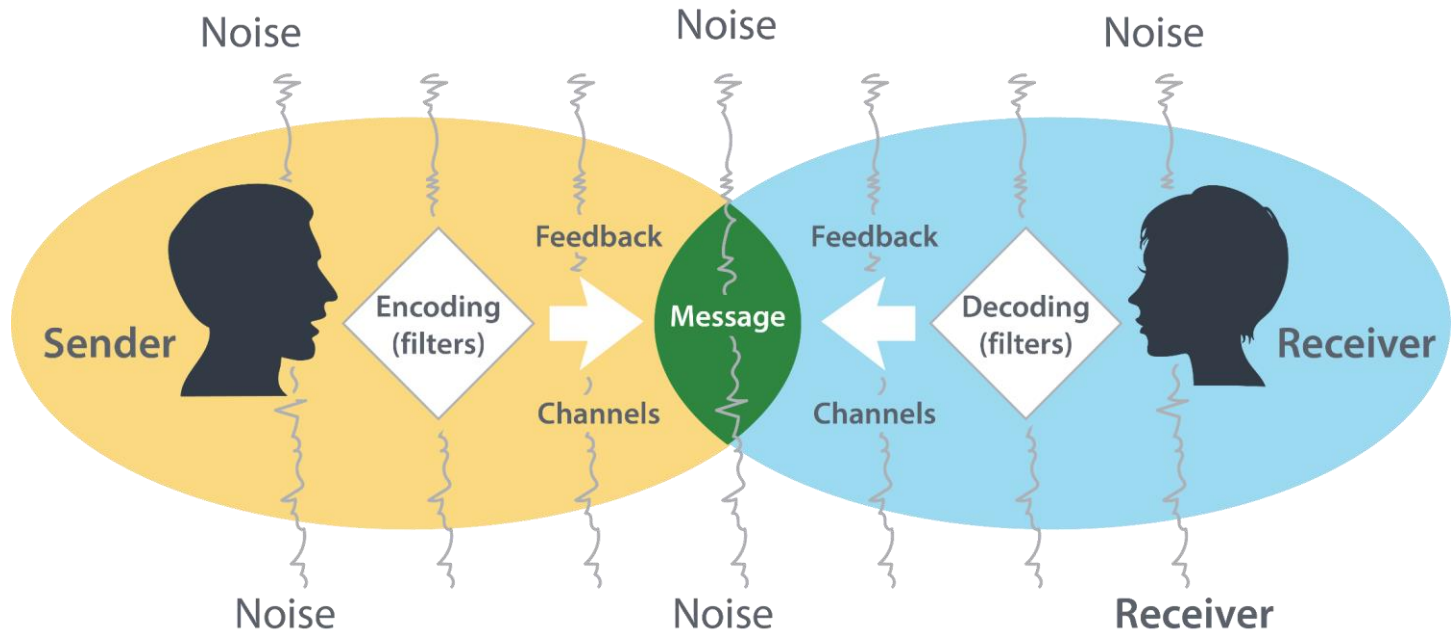 Noise
Noise
Noise
Feedback
Feedback
Sender
Encoding
(filters)
Message
Decoding
(filters)
Receiver
Channels
Channels
Noise
Noise
Receiver